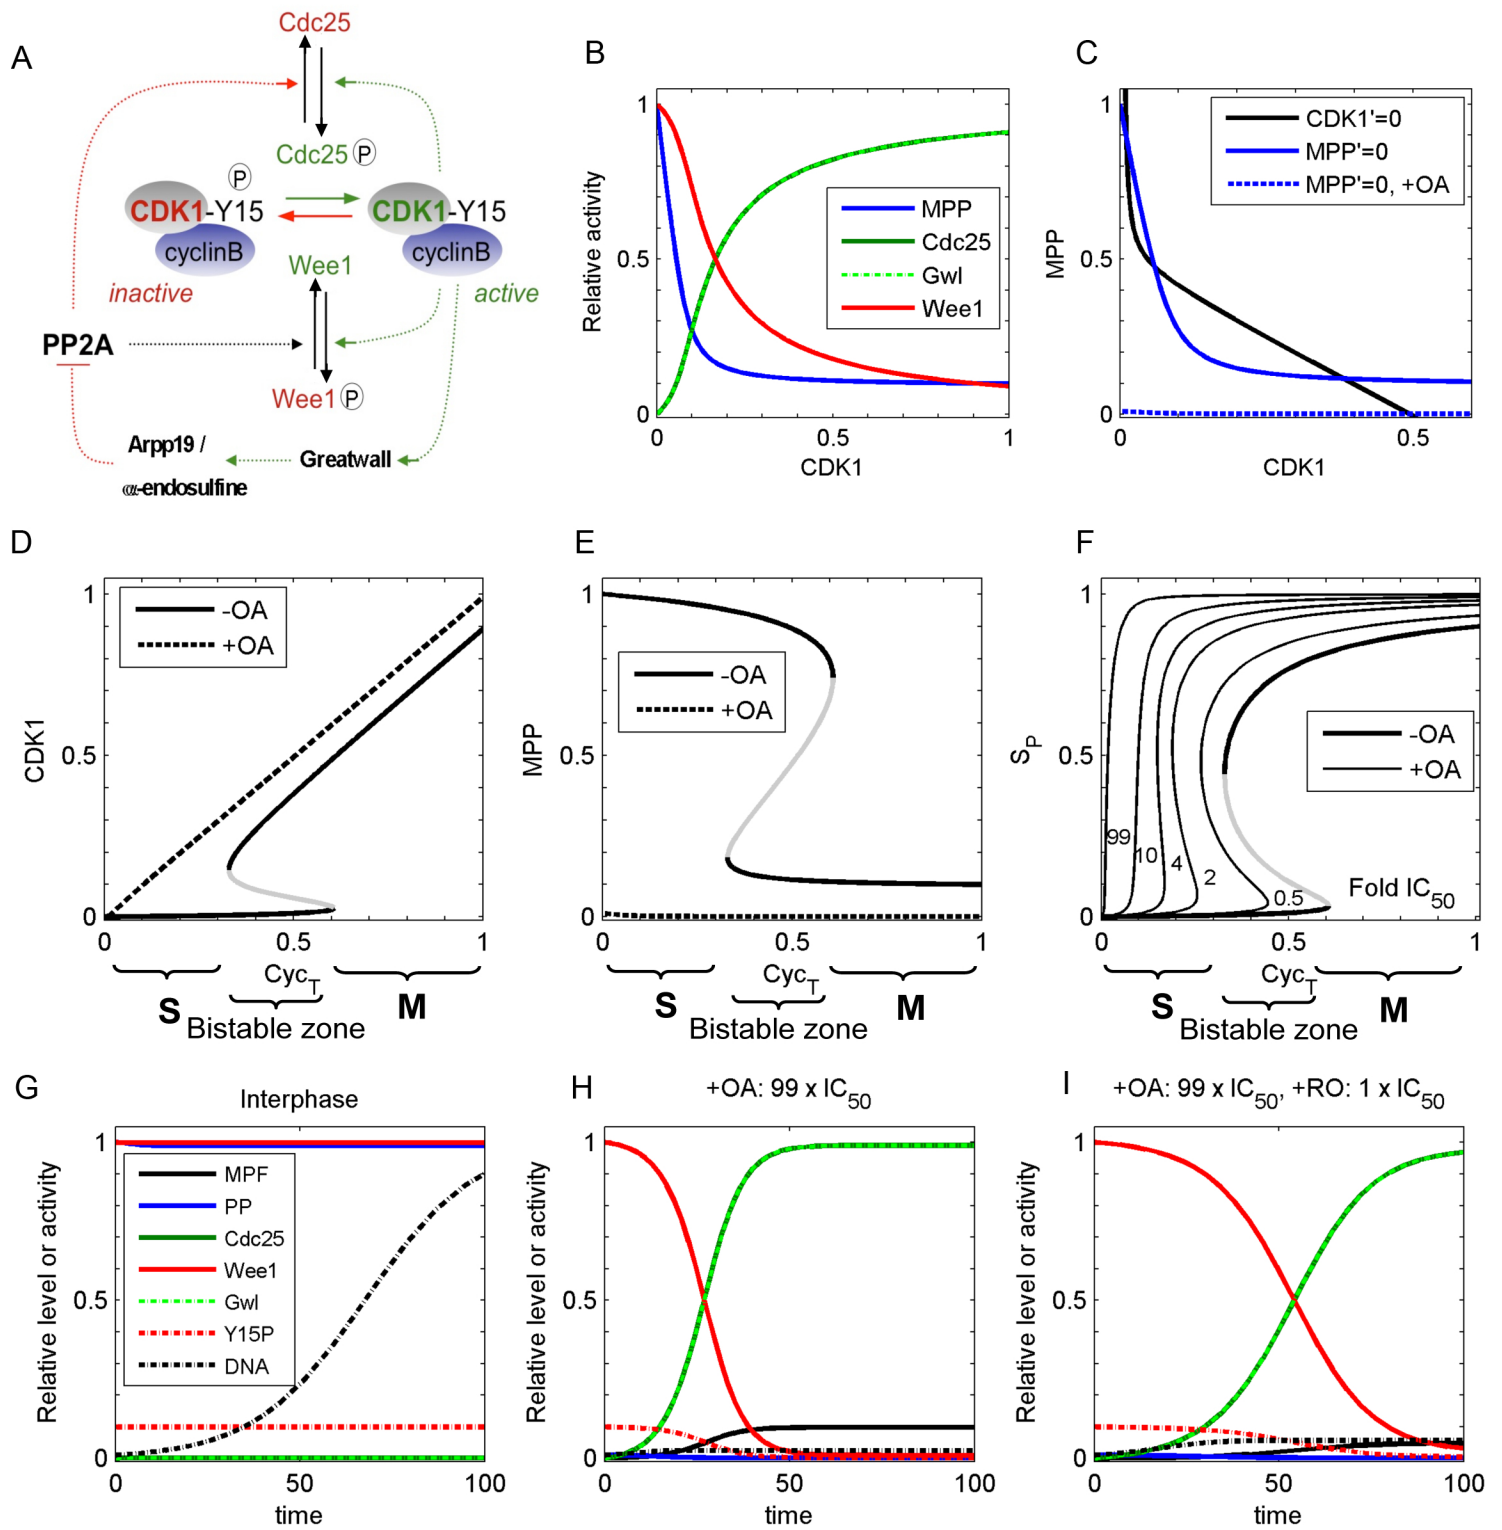 A
Cdc25
Cdc25 P
P
CDK1-Y15
CDK1-Y15
cyclinB
cyclinB
Wee1
inactive
active
PP2A
Wee1 P
Arpp19 /
Greatwall
αα-endosulfine
B
Relative activity
1
0.5
0
0
0.5
1
CDK1
MPP
Cdc25
Gwl
Wee1
C
MPP
1
0.5
0
0
0.5
CDK1
CDK1'=0
MPP'=0
MPP'=0, +OA
D
CDK1
1
0.5
0
-OA
+OA
0
0.5
1
CycT
S
M
Bistable zone
E
MPP
1
0.5
0
-OA
+OA
0
0.5
1
CycT
S
M
Bistable zone
F
SP
1
0.5
0
-OA
+OA
99
10
4
2
0.5
Fold IC50
0
0.5
1
CycT
S
M
Bistable zone
G
Interphase
Relative level or activity
1
0.5
0
MPF
PP
Cdc25
Wee1
Gwl
Y15P
DNA
0
50
100
time
H
+OA: 99 x IC50
Relative level or activity
1
0.5
0
0
50
100
time
I
+OA: 99 x IC50, +RO: 1 x IC50
Relative level or activity
1
0.5
0
0
50
100
time